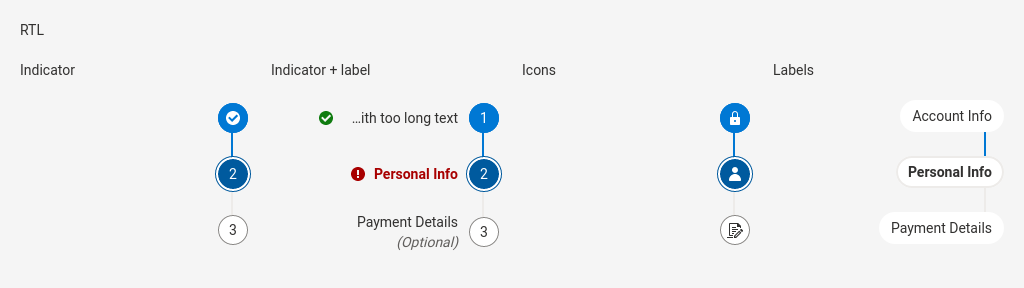 RTL
Indicator
Indicator + label
Icons
Labels
2
3
...ith too long text
1
Personal Info
2
Payment Details
(Optional)
3
Account Info
Personal Info
Payment Details